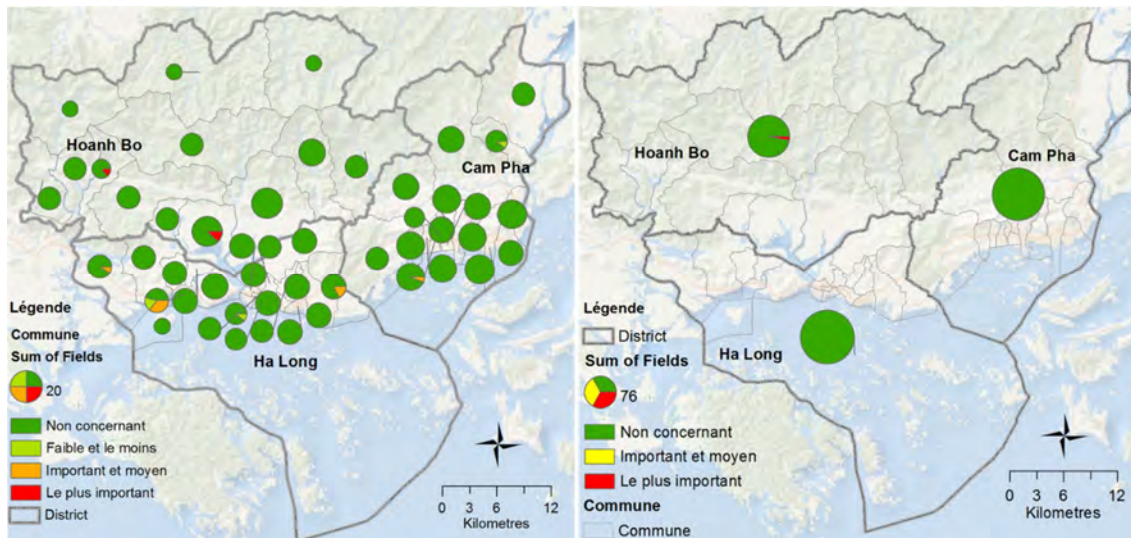 Hoanh Bo
Cam Pha
Ha Long
Légende
Commune
Sum of Fields
20
Non concernant
Faible et le moins
Important et moyen
Le plus important
District
0 3 6 12
Kilometres
Hoanh Bo
Cam Pha
Ha Long
Légende
District
Sum of Fields
76
Non concernant
Important et moyen
Le plus important
Commune
Commune
0 3 6 12
Kilometres